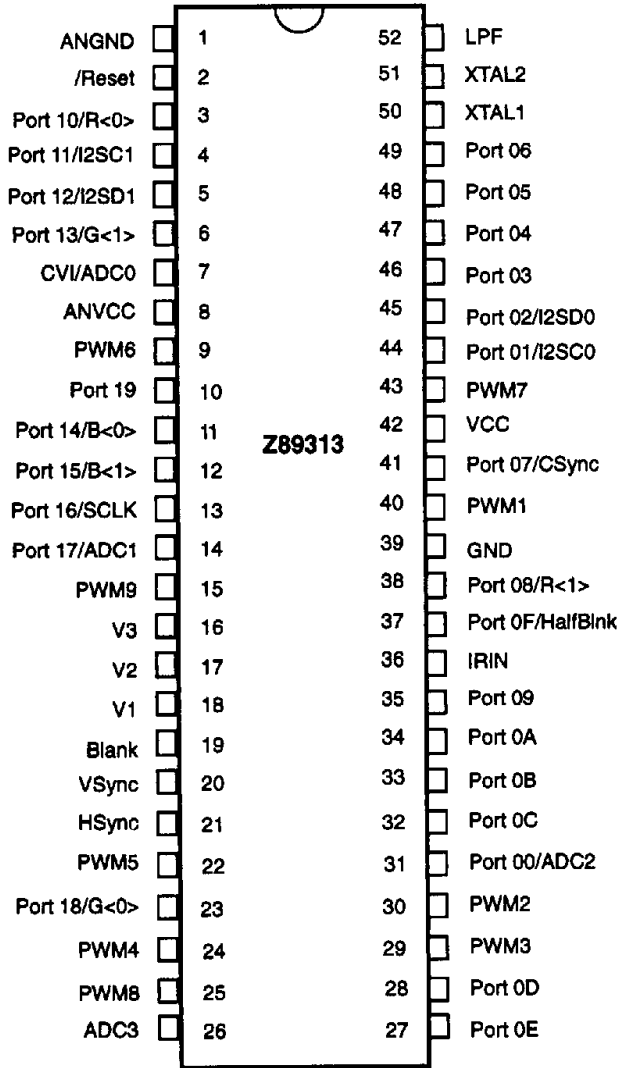 ANGND 1 52 LPF
/Reset 2 51 XTAL2
Port 10/R<0> 3 50 XTAL1
Port 11/I2SC1 4 49 Port 06
Port 12/I2SD1 5 48 Port 05
Port 13/G<1> 6 47 Port 04
CVI/ADC0 7 46 Port 03
ANVCC 8 45 Port 02/I2SD0
PWM6 9 44 Port 01/I2SC0
Port 19 10 43 PWM7
Port 14/B<0> 11 42 VCC
Z89313
Port 15/B<1> 12 41 Port 07/CSync
Port 16/SCLK 13 40 PWM1
Port 17/ADC1 14 39 GND
PWM9 15 38 Port 08/R<1>
V3 16 37 Port 0F/HalfBlnk
V2 17 36 IRIN
V1 18 35 Port 09
Blank 19 34 Port 0A
VSync 20 33 Port 0B
HSync 21 32 Port 0C
PWM5 22 31 Port 00/ADC2
Port 18/G<0> 23 30 PWM2
PWM4 24 29 PWM3
PWM8 25 28 Port 0D
ADC3 26 27 Port 0E